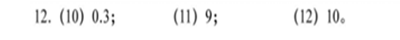 12. (10) 0.3; (11) 9; (12) 10。